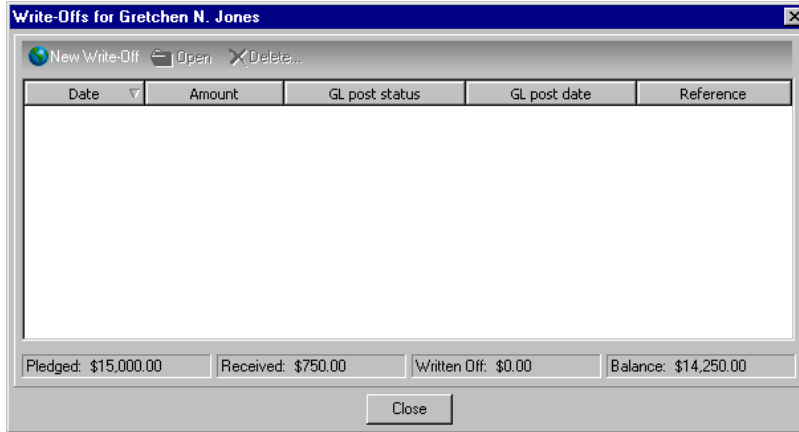 Write-Offs for Gretchen N. Jones
New Write-Off Open Delete...
Date Amount GL post status GL post date Reference
Pledged: $15,000.00 Received: $750.00 Written Off: $0.00 Balance: $14,250.00
Close